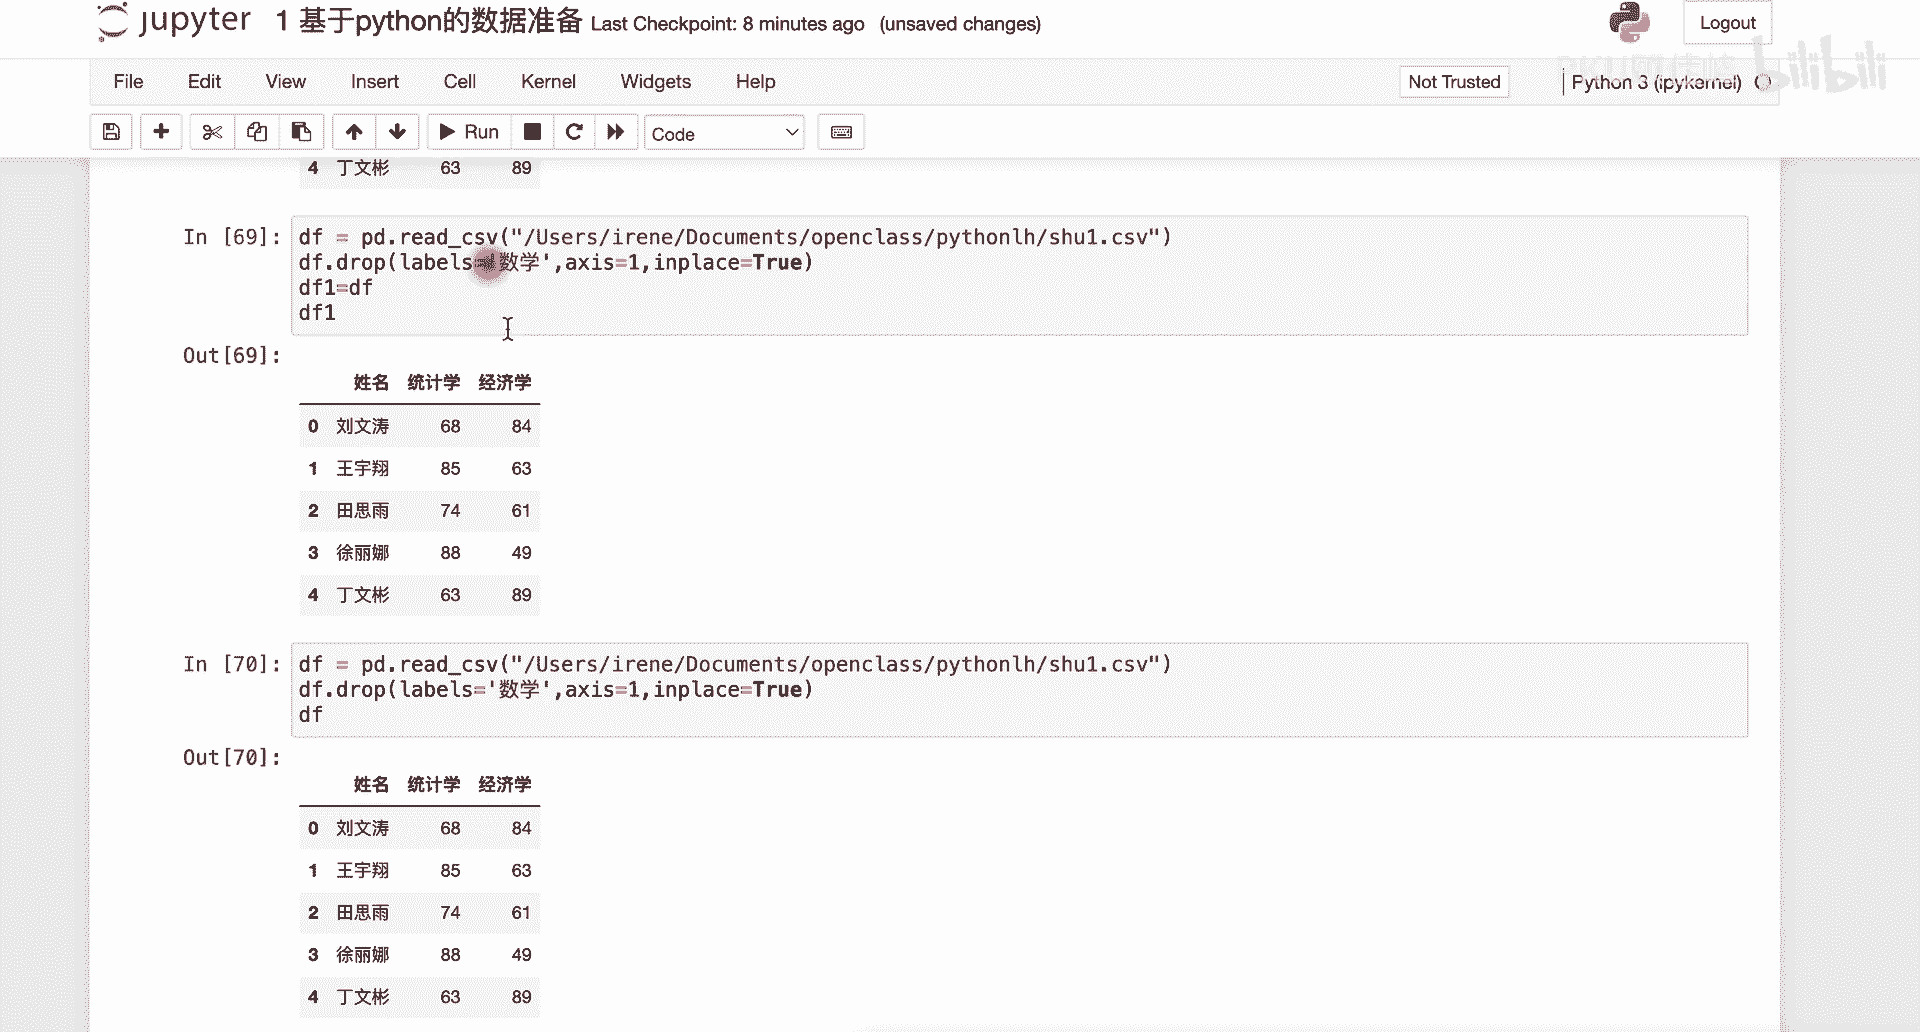 jupyter 1 基于python的数据准备 Last Checkpoint: 8 minutes ago (unsaved changes)
Logout
bilibili
File Edit View Insert Cell Kernel Widgets Help
Not Trusted
Python 3 (ipykernel)
Run
Code
4 丁文彬 63 89
In [69]:
df = pd.read_csv("/Users/irene/Documents/openclass/pythonlh/shu1.csv")
df.drop(labels='数学',axis=1,inplace=True)
df1=df
df1
Out[69]:
姓名 统计学 经济学
0 刘文涛 68 84
1 王宇翔 85 63
2 田思雨 74 61
3 徐丽娜 88 49
4 丁文彬 63 89
In [70]:
df = pd.read_csv("/Users/irene/Documents/openclass/pythonlh/shu1.csv")
df.drop(labels='数学',axis=1,inplace=True)
df
Out[70]:
姓名 统计学 经济学
0 刘文涛 68 84
1 王宇翔 85 63
2 田思雨 74 61
3 徐丽娜 88 49
4 丁文彬 63 89